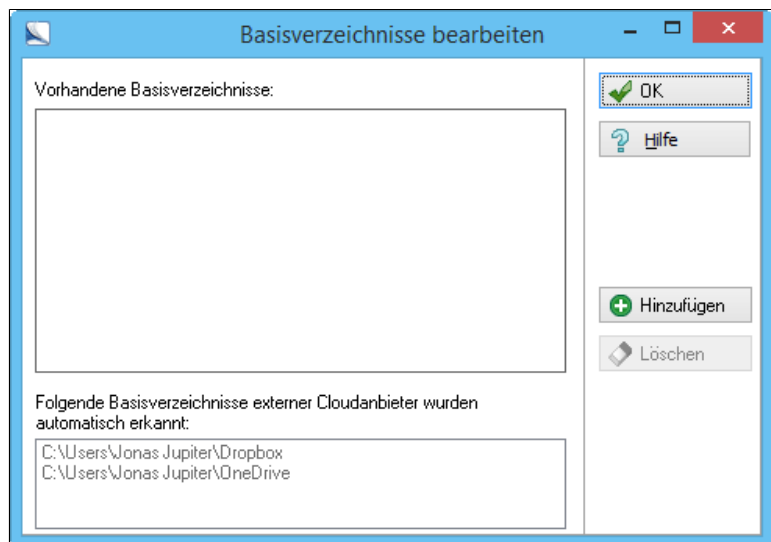 Basisverzeichnisse bearbeiten
Vorhandene Basisverzeichnisse:
OK
Hilfe
Hinzufügen
Löschen
Folgende Basisverzeichnisse externer Cloudanbieter wurden
automatisch erkannt:
C:\Users\Jonas Jupiter\Dropbox
C:\Users\Jonas Jupiter\OneDrive